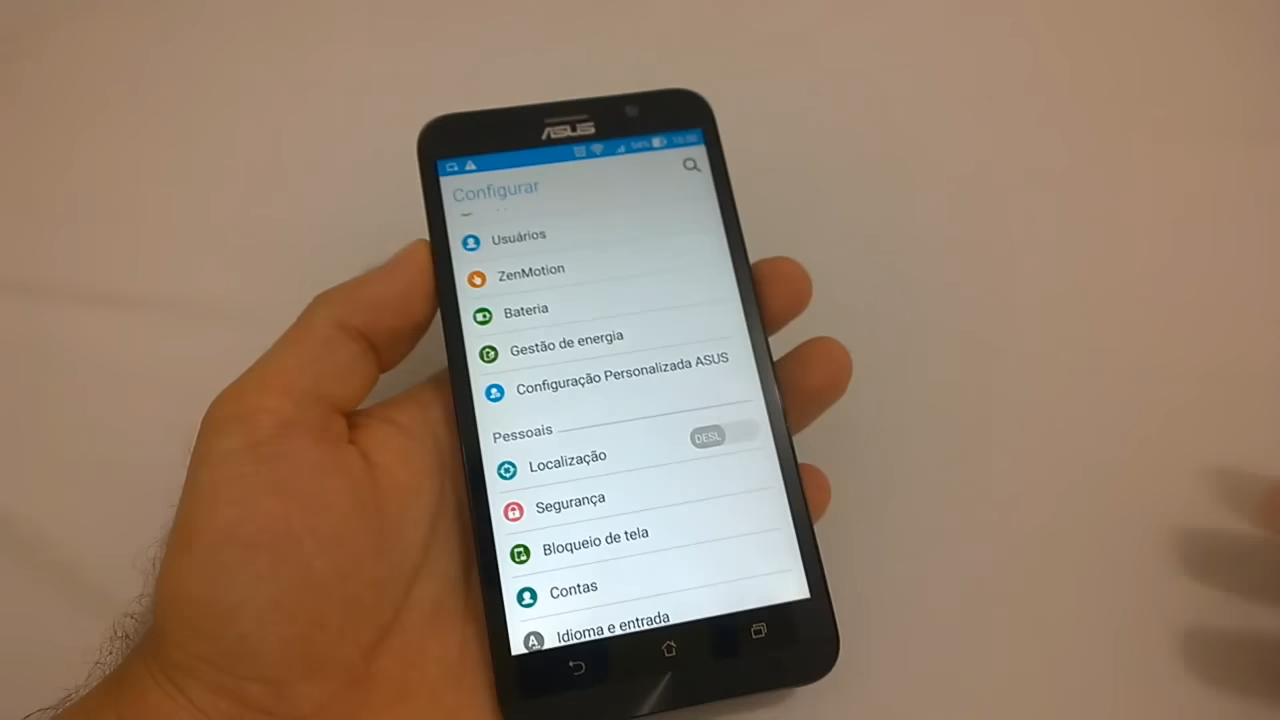 ASUS
Configurar
Usuários
ZenMotion
Bateria
Gestão de energia
Configuração Personalizada ASUS
Pessoais
Localização DESL
Segurança
Bloqueio de tela
Contas
Idioma e entrada
A